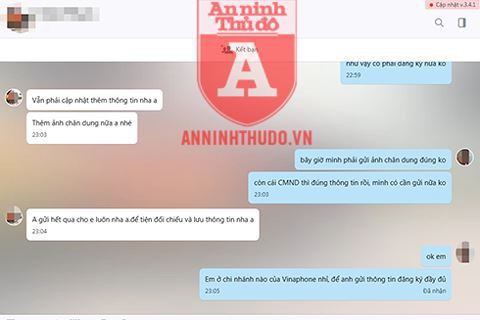 An ninh
Thủ đô
A
ANNINHTHUDO.VN
Cập nhật v.3.4.1
Kết bạn
như vậy có phải đăng ký nữa ko
22:59
Vẫn phải cập nhật thêm thông tin nha a
Thêm ảnh chân dung nữa a nhé
23:03
bây giờ mình phải gửi ảnh chân dung đúng ko
còn cái CMND thì đúng thông tin rồi, mình có cần gửi nữa ko
23:03
A gửi hết qua cho e luôn nha a.để tiện đối chiếu và lưu thông tin nha a
23:04
ok em
Em ở chi nhánh nào của Vinaphone nhỉ, để anh gửi thông tin đăng ký đầy đủ
23:05
Đã nhận